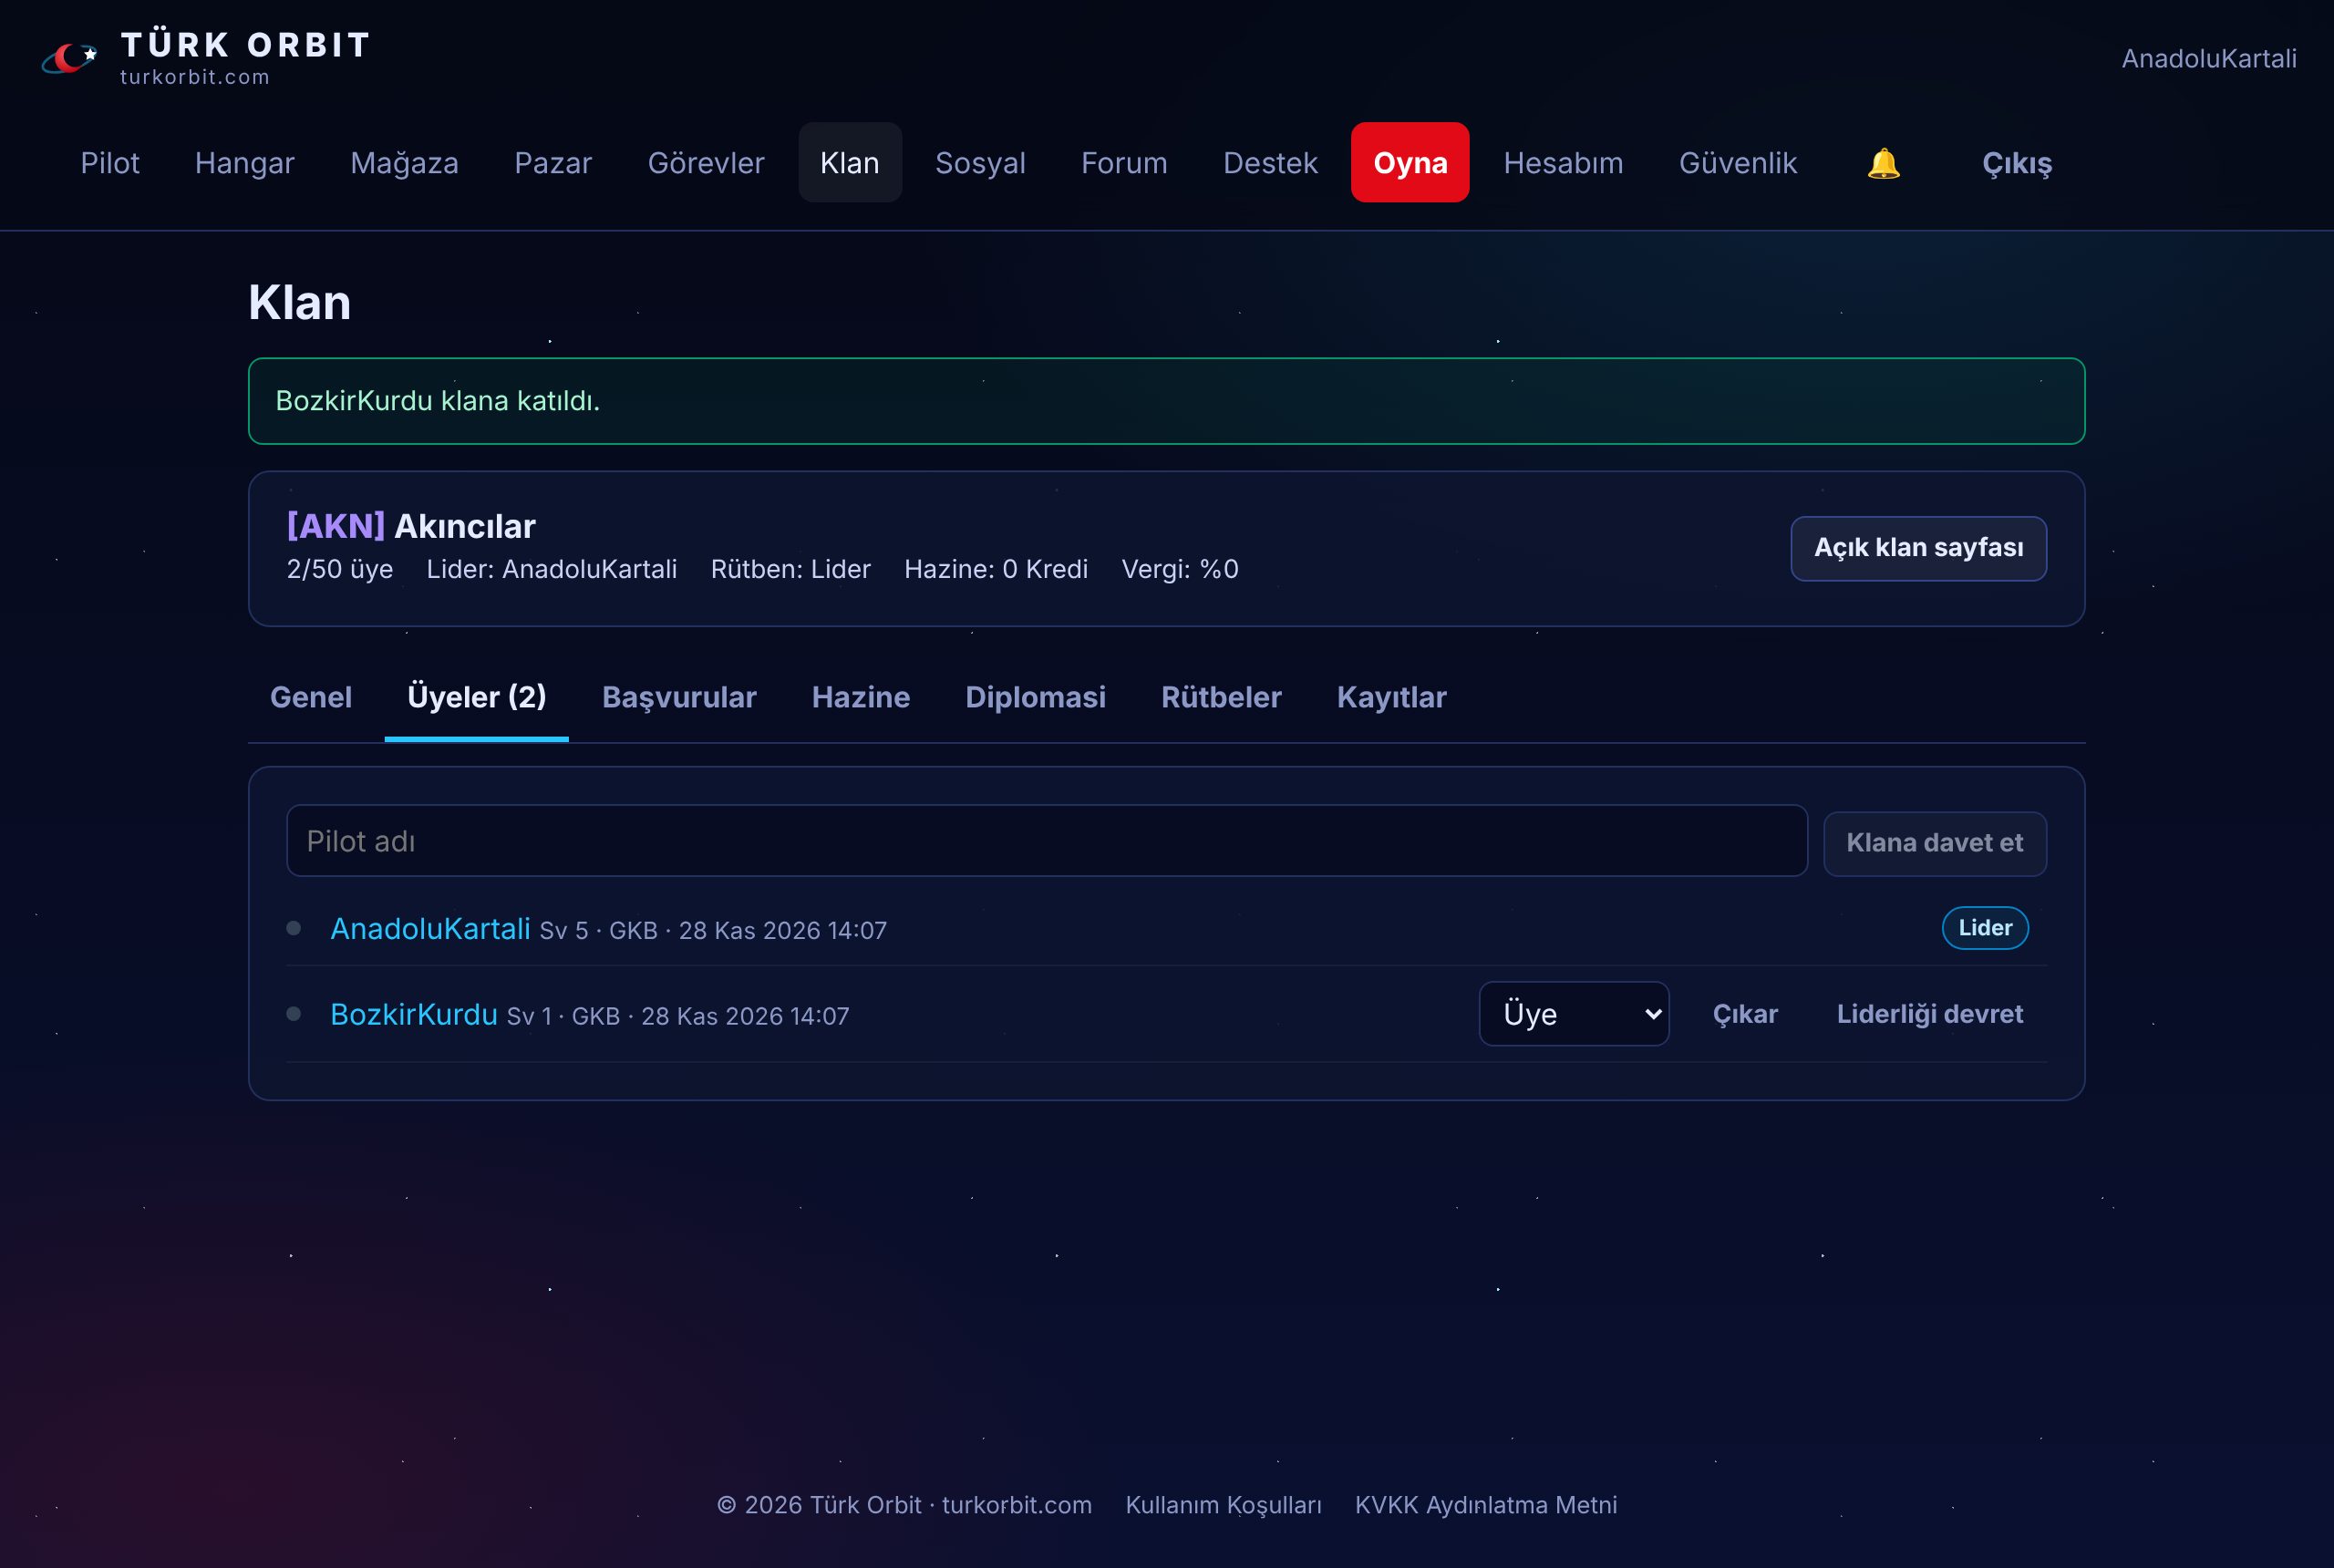 TÜRK ORBIT
turkorbit.com
AnadoluKartali
Pilot Hangar Mağaza Pazar Görevler Klan Sosyal Forum Destek Oyna Hesabım Güvenlik 🔔 Çıkış
Klan
BozkirKurdu klana katıldı.
[AKN] Akıncılar
2/50 üye Lider: AnadoluKartali Rütben: Lider Hazine: 0 Kredi Vergi: %0
Açık klan sayfası
Genel Üyeler (2) Başvurular Hazine Diplomasi Rütbeler Kayıtlar
Pilot adı
Klana davet et
AnadoluKartali Sv 5 · GKB · 28 Kas 2026 14:07 Lider
BozkirKurdu Sv 1 · GKB · 28 Kas 2026 14:07 Üye Çıkar Liderliği devret
© 2026 Türk Orbit · turkorbit.com Kullanım Koşulları KVKK Aydınlatma Metni